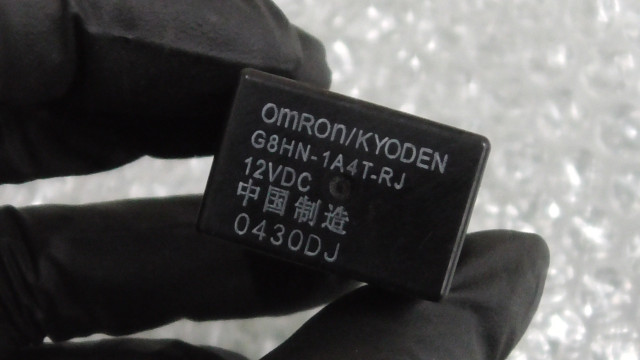 omRon/KYODEN
G8HN-1A4T-RJ
12VDC
中国制造
0430DJ